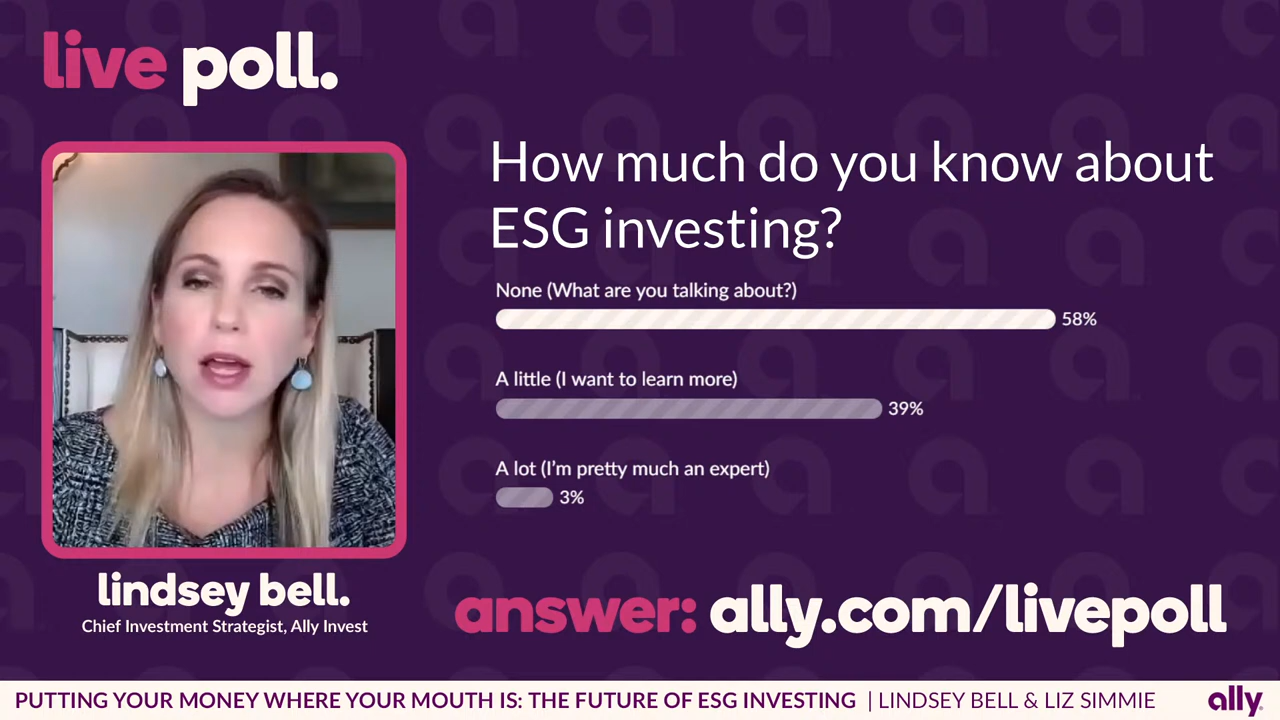 live poll.
How much do you know about
ESG investing?
None (What are you talking about?)
58%
A little (I want to learn more)
39%
A lot (I'm pretty much an expert)
3%
lindsey bell.
Chief Investment Strategist, Ally Invest
answer: ally.com/livepoll
PUTTING YOUR MONEY WHERE YOUR MOUTH IS: THE FUTURE OF ESG INVESTING | LINDSEY BELL & LIZ SIMMIE
ally.